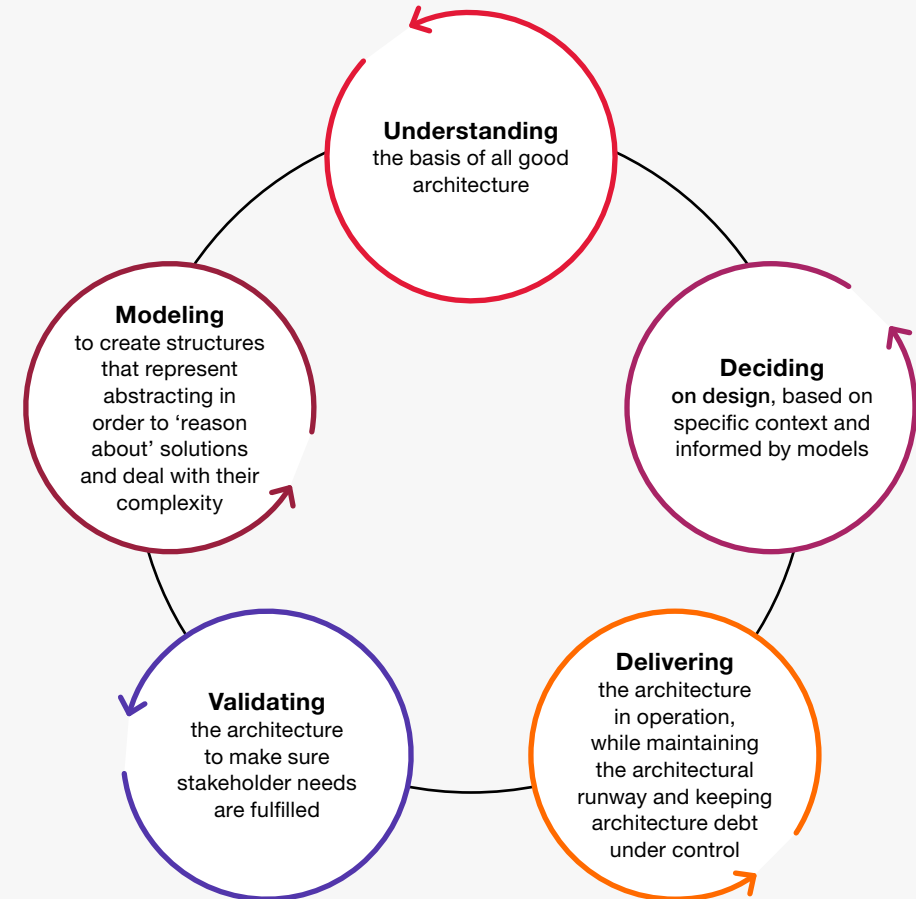 Understanding
the basis of all good
architecture
Modeling
to create structures
that represent
abstracting in
order to ‘reason
about’ solutions
and deal with their
complexity
Deciding
on design, based on
specific context and
informed by models
Validating
the architecture
to make sure
stakeholder needs
are fulfilled
Delivering
the architecture
in operation,
while maintaining
the architectural
runway and keeping
architecture debt
under control